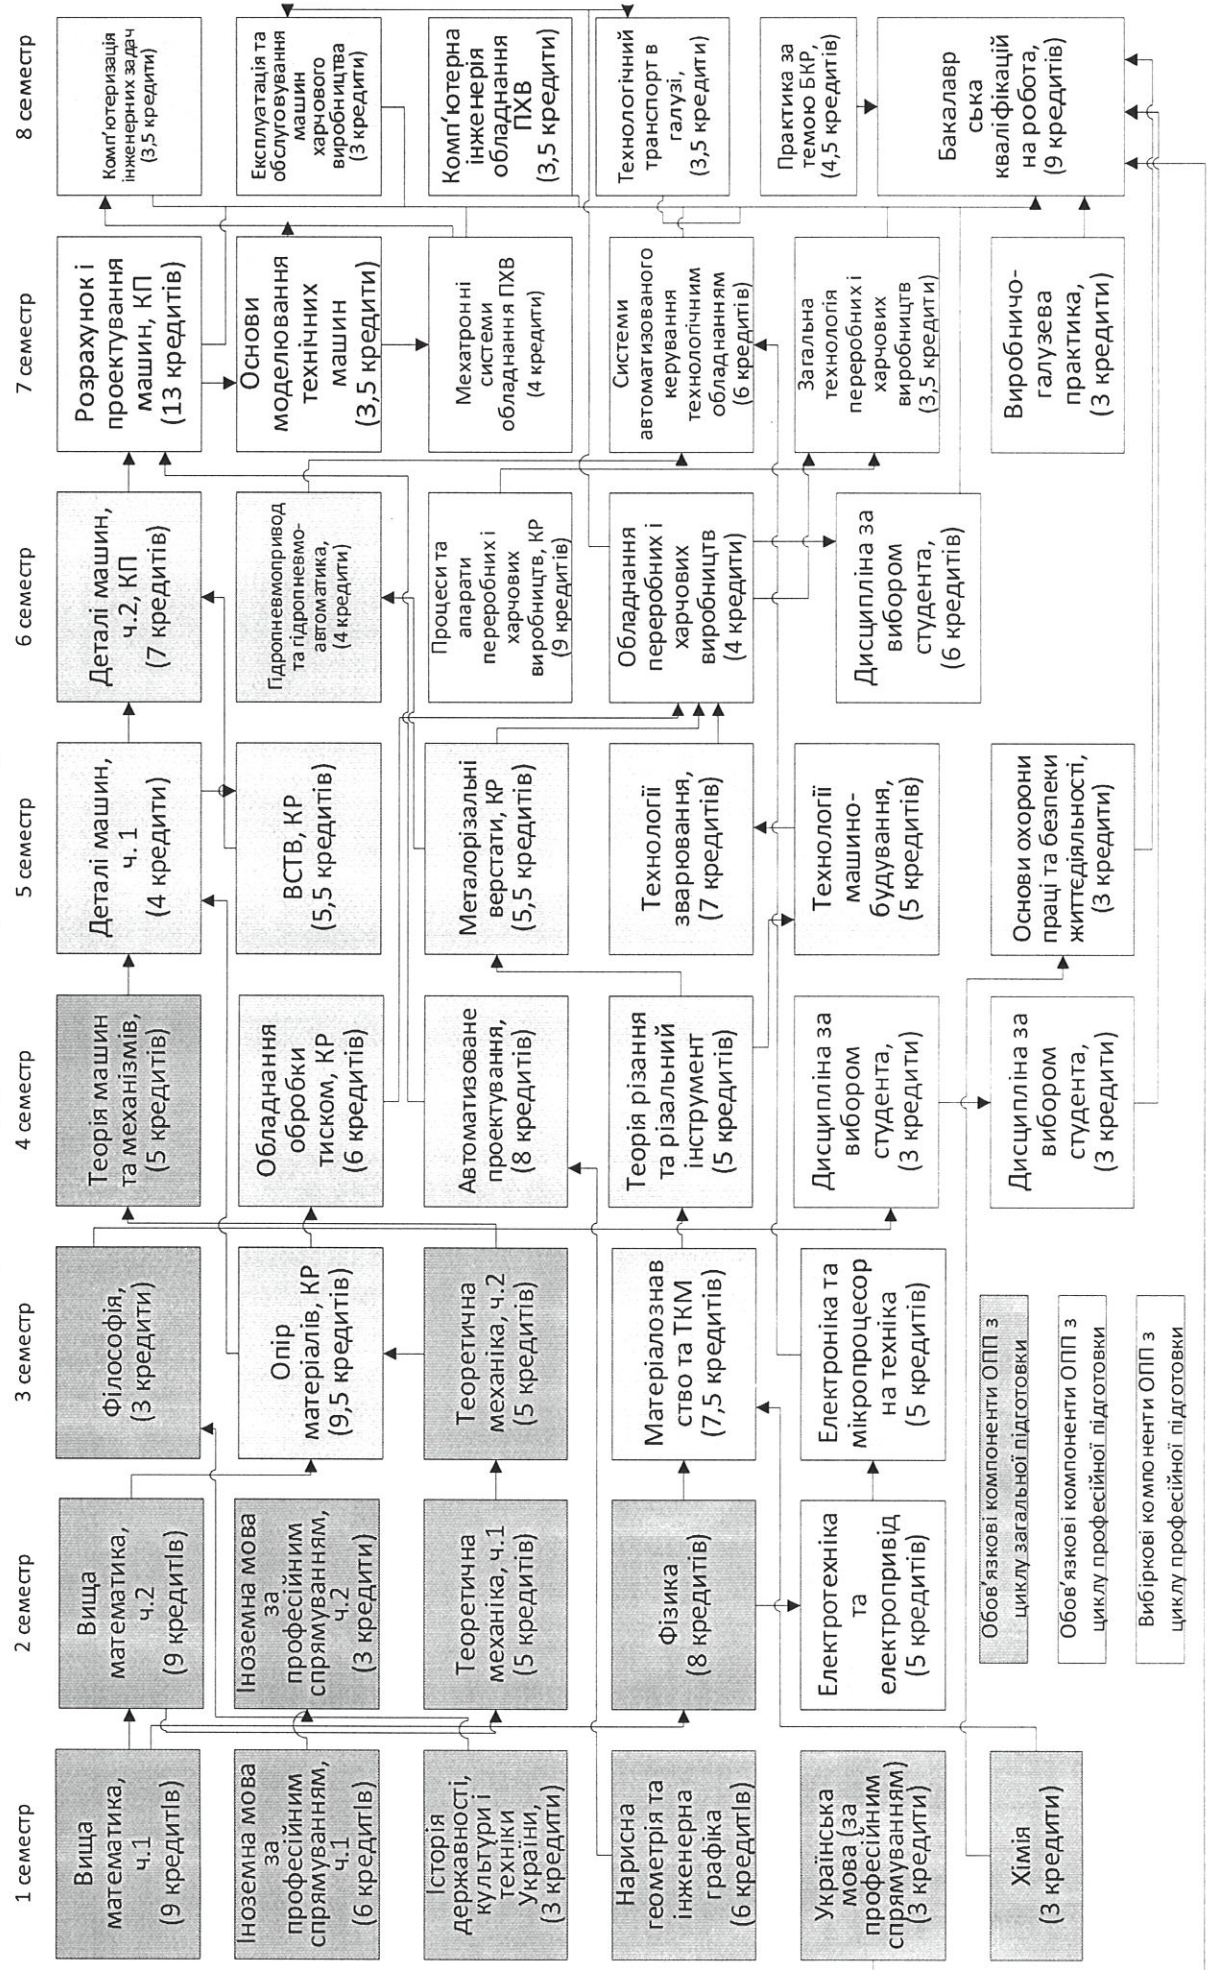 1 семестр
2 семестр
3 семестр
4 семестр
5 семестр
6 семестр
7 семестр
8 семестр
Вища
математика,
ч.1
(9 кредитів)
Іноземна мова
за
професійним
спрямуванням,
ч.1
(6 кредитів)
Історія
державності,
культури і
техніки
України,
(3 кредити)
Нарисна
геометрія та
інженерна
графіка
(6 кредитів)
Українська
мова (за
професійним
спрямуванням)
(3 кредити)
Хімія
(3 кредити)
Вища
математика,
ч.2
(9 кредитів)
Іноземна мова
за
професійним
спрямуванням,
ч.2
(3 кредити)
Теоретична
механіка, ч.1
(5 кредитів)
Фізика
(8 кредитів)
Електротехніка
та
електропривід
(5 кредитів)
Філософія,
(3 кредити)
Опір
матеріалів, КР
(9,5 кредитів)
Теоретична
механіка, ч.2
(5 кредитів)
Матеріалознав
ство та ТКМ
(7,5 кредитів)
Електроніка та
мікропроцесор
на техніка
(5 кредитів)
Теорія машин
та механізмів,
(5 кредитів)
Обладнання
обробки
тиском, КР
(6 кредитів)
Автоматизоване
проектування,
(8 кредитів)
Теорія різання
та різальний
інструмент
(5 кредитів)
Дисципліна за
вибором
студента,
(3 кредити)
Дисципліна за
вибором
студента,
(3 кредити)
Деталі машин,
ч. 1
(4 кредити)
ВСТВ, КР
(5,5 кредитів)
Металорізальні
верстати, КР
(5,5 кредитів)
Технології
зварювання,
(7 кредитів)
Технології
машино-
будування,
(5 кредитів)
Основи охорони
праці та безпеки
життєдіяльності,
(3 кредити)
Деталі машин,
ч.2, КП
(7 кредитів)
Гідропневмопривод
та гідропневмо-
автоматика,
(4 кредити)
Процеси та
апарати
переробних і
харчових
виробництв, КР
(9 кредитів)
Обладнання
переробних і
харчових
виробництв
(4 кредити)
Дисципліна за
вибором
студента,
(6 кредитів)
Розрахунок і
проектування
машин, КП
(13 кредитів)
Основи
моделювання
технічних
машин
(3,5 кредити)
Мехатронні
системи
обладнання ПХВ
(4 кредити)
Системи
автоматизованого
керування
технологічним
обладнанням
(6 кредитів)
Загальна
технологія
переробних і
харчових
виробництв
(3,5 кредити)
Виробничо-
галузева
практика,
(3 кредити)
Комп'ютеризація
інженерних задач
(3,5 кредити)
Експлуатація та
обслуговування
машин
харчового
виробництва
(3 кредити)
Комп'ютерна
інженерія
обладнання
ПХВ
(3,5 кредити)
Технологічний
транспорт в
галузі,
(3,5 кредити)
Практика за
темою БКР,
(4,5 кредитів)
Бакалавр
ська
кваліфікацій
на робота,
(9 кредитів)
Обов'язкові компоненти ОПП з
циклу загальної підготовки
Обов'язкові компоненти ОПП з
циклу професійної підготовки
Вибіркові компоненти ОПП з
циклу професійної підготовки